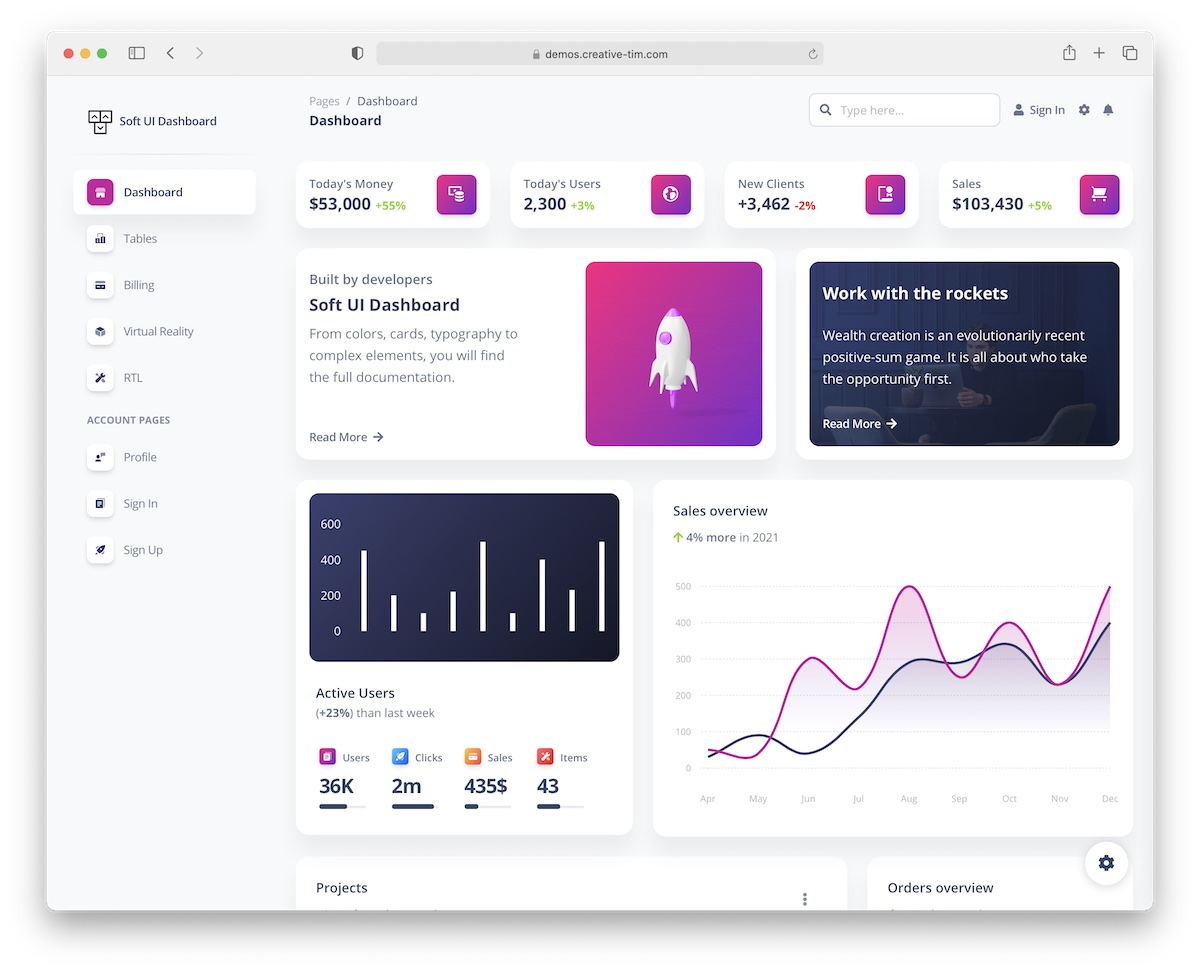 demos.creative-tim.com
Soft UI Dashboard
Pages / Dashboard
Dashboard
Type here...
Sign In
Dashboard
Tables
Billing
Virtual Reality
RTL
ACCOUNT PAGES
Profile
Sign In
Sign Up
Today's Money
$53,000 +55%
Today's Users
2,300 +3%
New Clients
+3,462 -2%
Sales
$103,430 +5%
Built by developers
Soft UI Dashboard
From colors, cards, typography to
complex elements, you will find
the full documentation.
Read More
Work with the rockets
Wealth creation is an evolutionarily recent
positive-sum game. It is all about who take
the opportunity first.
Read More
600
400
200
0
Active Users
(+23%) than last week
Users
36K
Clicks
2m
Sales
435$
Items
43
Sales overview
4% more in 2021
500
400
300
200
100
0
Apr May Jun Jul Aug Sep Oct Nov Dec
Projects
Orders overview